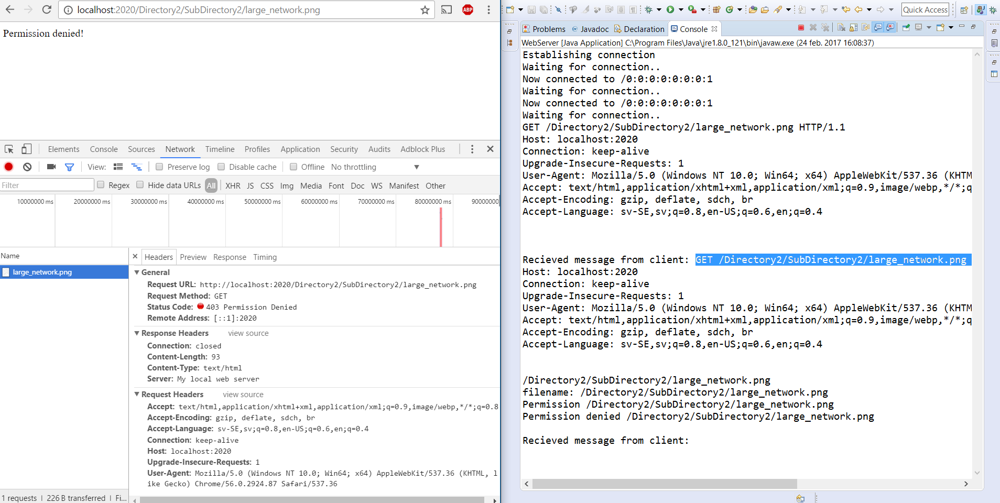 localhost:2020/Directory2/SubDirectory2/large_network.png
ABP
Permission denied!
Elements Console Sources Network Timeline Profiles Application Security Audits Adblock Plus
View: Preserve log Disable cache Offline No throttling
Filter Regex Hide data URLs All XHR JS CSS Img Media Font Doc WS Manifest Other
10000000 ms 20000000 ms 30000000 ms 40000000 ms 50000000 ms 60000000 ms 70000000 ms 80000000 ms 90000000
Name
large_network.png
1 requests | 226 B transferred | Fi...
Headers Preview Response Timing
General
Request URL: http://localhost:2020/Directory2/SubDirectory2/large_network.png
Request Method: GET
Status Code: 403 Permission Denied
Remote Address: [::1]:2020
Response Headers view source
Connection: closed
Content-Length: 93
Content-Type: text/html
Server: My local web server
Request Headers view source
Accept: text/html,application/xhtml+xml,application/xml;q=0.9,image/webp,*/*;q=0.8
Accept-Encoding: gzip, deflate, sdch, br
Accept-Language: sv-SE,sv;q=0.8,en-US;q=0.6,en;q=0.4
Connection: keep-alive
Host: localhost:2020
Upgrade-Insecure-Requests: 1
User-Agent: Mozilla/5.0 (Windows NT 10.0; Win64; x64) AppleWebKit/537.36 (KHTML, l
ike Gecko) Chrome/56.0.2924.87 Safari/537.36
Quick Access
Problems @ Javadoc Declaration Console
WebServer [Java Application] C:\Program Files\Java\jre1.8.0_121\bin\javaw.exe (24 feb. 2017 16:08:37)
Establishing connection
Waiting for connection..
Now connected to /0:0:0:0:0:0:0:1
Waiting for connection..
Now connected to /0:0:0:0:0:0:0:1
Waiting for connection..
GET /Directory2/SubDirectory2/large_network.png HTTP/1.1
Host: localhost:2020
Connection: keep-alive
Upgrade-Insecure-Requests: 1
User-Agent: Mozilla/5.0 (Windows NT 10.0; Win64; x64) AppleWebKit/537.36 (KHTM
Accept: text/html,application/xhtml+xml,application/xml;q=0.9,image/webp,*/*;q
Accept-Encoding: gzip, deflate, sdch, br
Accept-Language: sv-SE,sv;q=0.8,en-US;q=0.6,en;q=0.4
Recieved message from client: GET /Directory2/SubDirectory2/large_network.png
Host: localhost:2020
Connection: keep-alive
Upgrade-Insecure-Requests: 1
User-Agent: Mozilla/5.0 (Windows NT 10.0; Win64; x64) AppleWebKit/537.36 (KHTM
Accept: text/html,application/xhtml+xml,application/xml;q=0.9,image/webp,*/*;q
Accept-Encoding: gzip, deflate, sdch, br
Accept-Language: sv-SE,sv;q=0.8,en-US;q=0.6,en;q=0.4
/Directory2/SubDirectory2/large_network.png
filename: /Directory2/SubDirectory2/large_network.png
Permission /Directory2/SubDirectory2/large_network.png
Permission denied /Directory2/SubDirectory2/large_network.png
Recieved message from client: